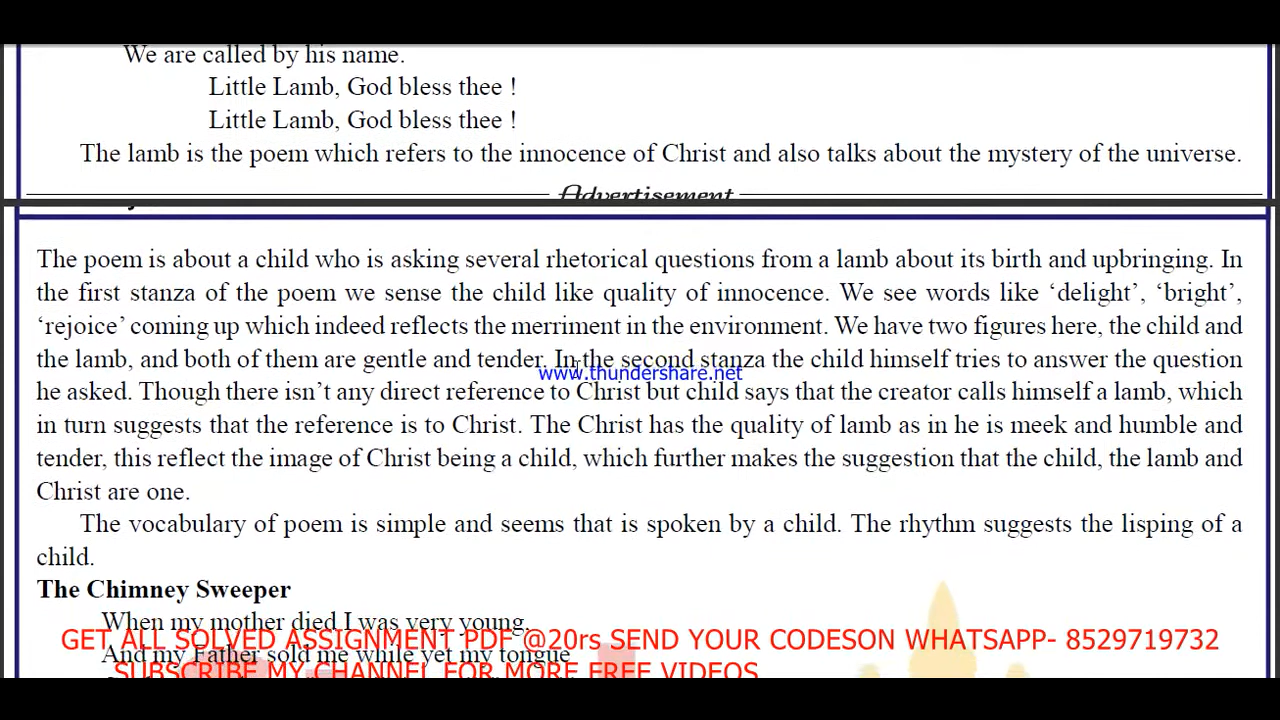 We are called by his name.
Little Lamb, God bless thee !
Little Lamb, God bless thee !
The lamb is the poem which refers to the innocence of Christ and also talks about the mystery of the universe.
Advertisement
The poem is about a child who is asking several rhetorical questions from a lamb about its birth and upbringing. In
the first stanza of the poem we sense the child like quality of innocence. We see words like ‘delight’, ‘bright’,
‘rejoice’ coming up which indeed reflects the merriment in the environment. We have two figures here, the child and
the lamb, and both of them are gentle and tender. In the second stanza the child himself tries to answer the question
www.thundershare.net
he asked. Though there isn’t any direct reference to Christ but child says that the creator calls himself a lamb, which
in turn suggests that the reference is to Christ. The Christ has the quality of lamb as in he is meek and humble and
tender, this reflect the image of Christ being a child, which further makes the suggestion that the child, the lamb and
Christ are one.
The vocabulary of poem is simple and seems that is spoken by a child. The rhythm suggests the lisping of a
child.
The Chimney Sweeper
When my mother died I was very young,
GET ALL SOLVED ASSIGNMENT PDF @20rs SEND YOUR CODESON WHATSAPP- 8529719732
And my Father sold me while yet my tongue
SUBSCRIBE MY CHANNEL FOR MORE FREE VIDEOS